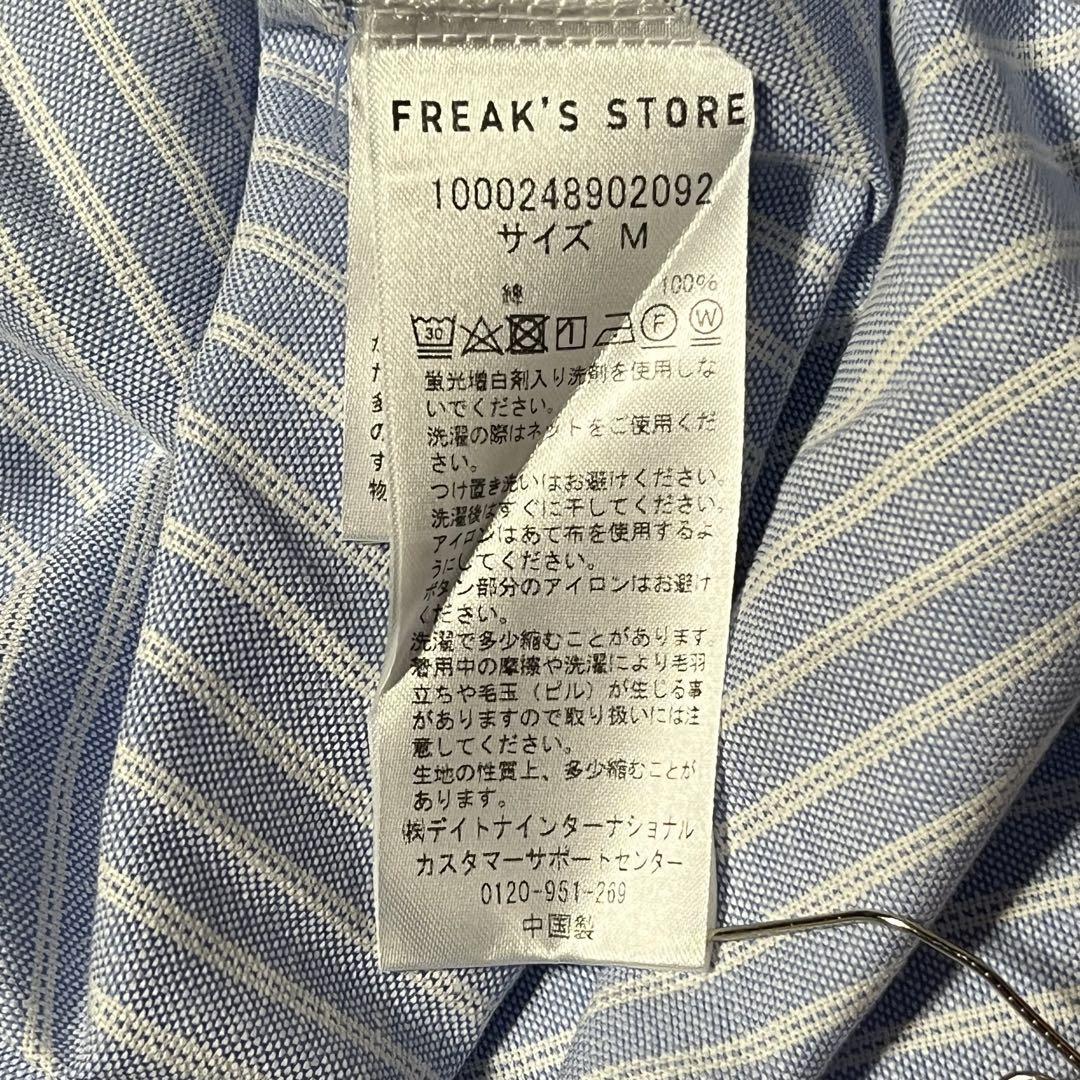 FREAK'S STORE
1000248902092
サイズ M
綿 100%
30 1 F W
蛍光増白剤入り洗剤を使用しな
いでください。
洗濯の際はネットをご使用くだ
さい。
つけ置き洗いはお避けください。
洗濯後はすぐに干してください。
アイロンはあて布を使用するよ
うにしてください。
ボタン部分のアイロンはお避け
ください。
洗濯で多少縮むことがあります
着用中の摩擦や洗濯により毛羽
立ちや毛玉(ピル)が生じる事
がありますので取り扱いには注
意してください。
生地の性質上、多少縮むことが
あります。
㈱デイトナインターナショナル
カスタマーサポートセンター
0120-951-269
中国製